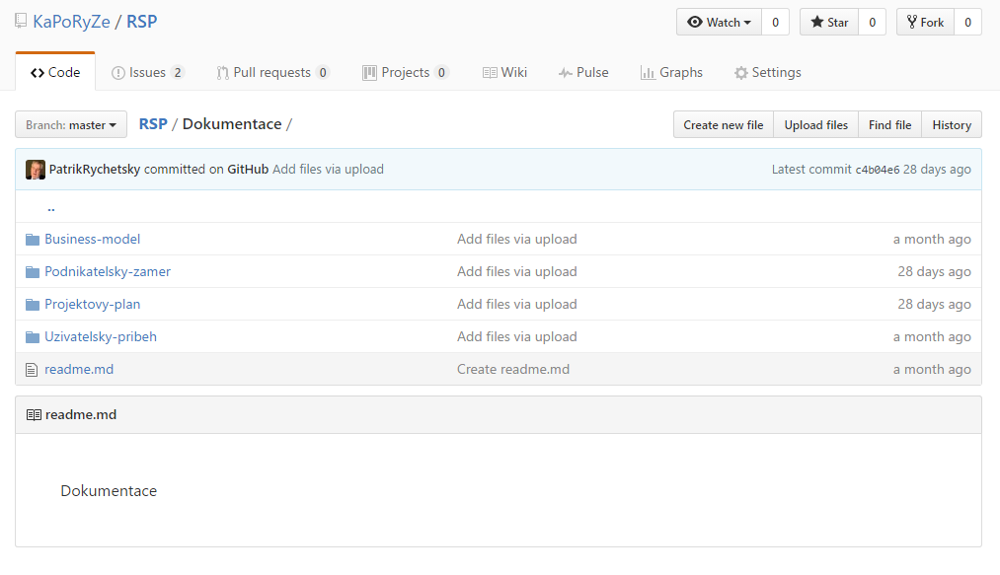 KaPoRyZe / RSP Watch 0 Star 0 Fork 0
Code Issues 2 Pull requests 0 Projects 0 Wiki Pulse Graphs Settings
Branch: master RSP / Dokumentace / Create new file Upload files Find file History
PatrikRychetsky committed on GitHub Add files via upload Latest commit c4b04e6 28 days ago
..
Business-model Add files via upload a month ago
Podnikatelsky-zamer Add files via upload 28 days ago
Projektovy-plan Add files via upload 28 days ago
Uzivatelsky-pribeh Add files via upload a month ago
readme.md Create readme.md a month ago
readme.md
Dokumentace